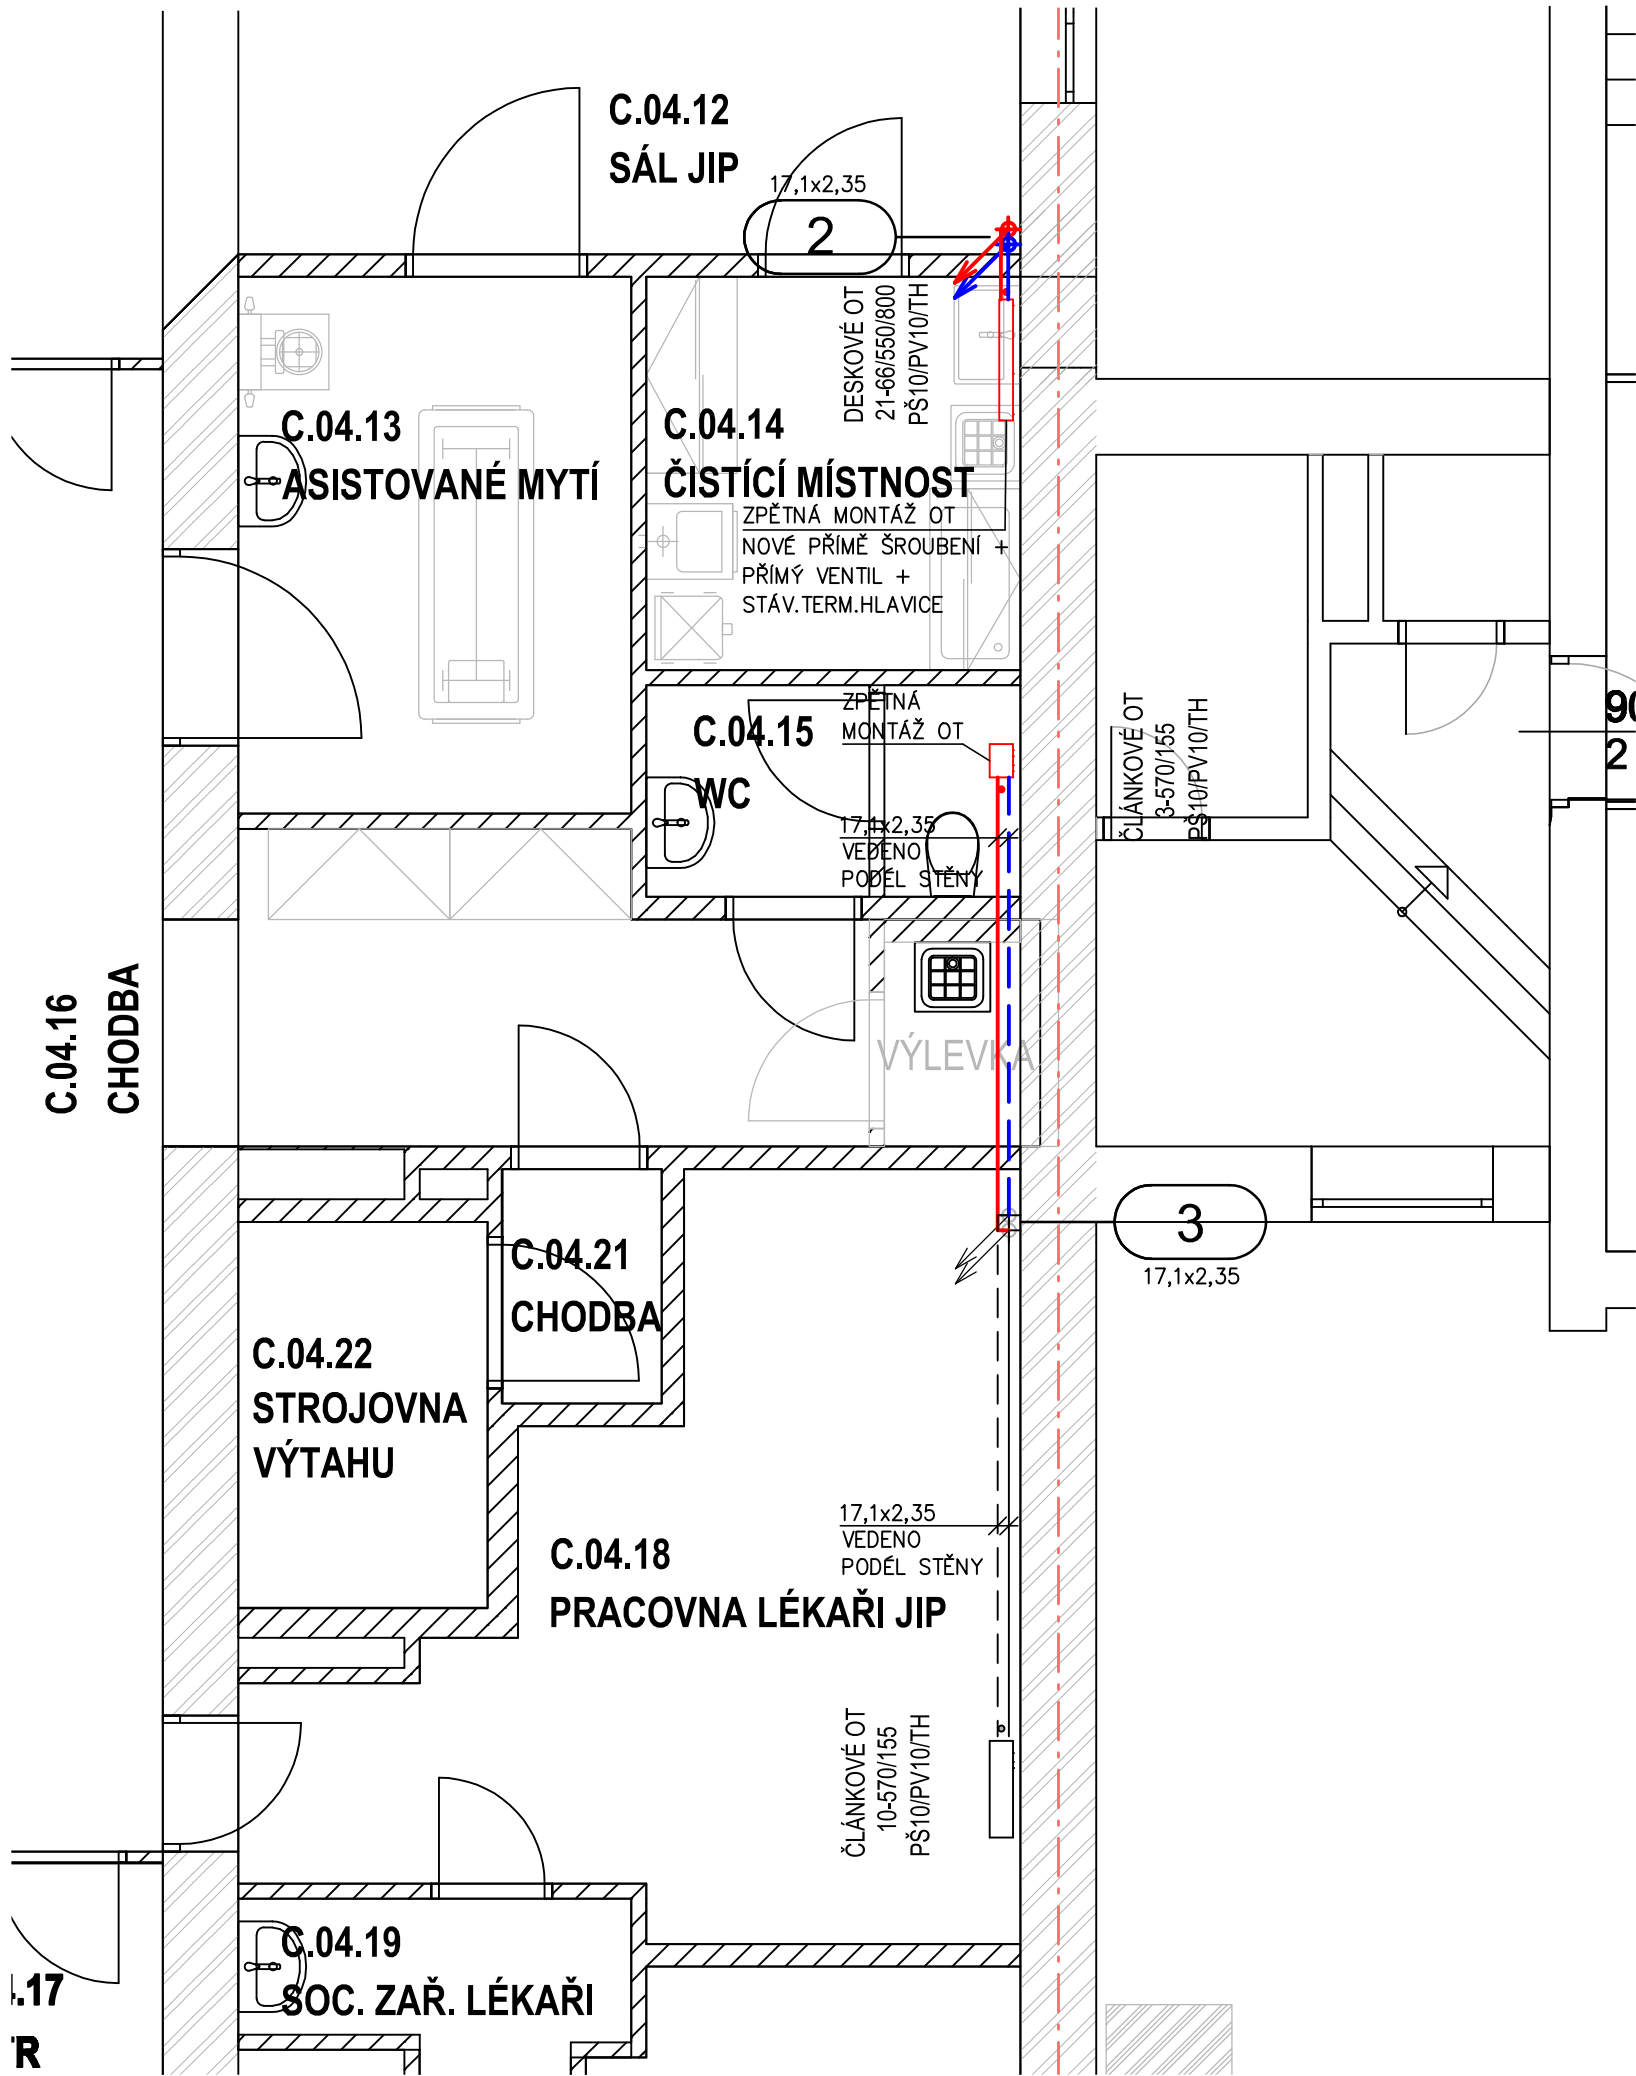 C.04.12
SÁL JIP
17,1x2,35
2
DESKOVÉ OT
21-66/550/800
PŠ10/PV10/TH
C.04.13
ASISTOVANÉ MYTÍ
C.04.14
ČISTÍCÍ MÍSTNOST
ZPĚTNÁ MONTÁŽ OT
NOVÉ PŘÍMĚ ŠROUBENÍ +
PŘÍMÝ VENTIL +
STÁV.TERM.HLAVICE
C.04.15
WC
ZPĚTNÁ
MONTÁŽ OT
17,1x2,35
VEDENO
PODÉL STĚNY
ČLÁNKOVÉ OT
3-570/155
PŠ10/PV10/TH
90
2
C.04.16
CHODBA
VÝLEVKA
3
17,1x2,35
C.04.21
CHODBA
C.04.22
STROJOVNA
VÝTAHU
17,1x2,35
VEDENO
PODÉL STĚNY
C.04.18
PRACOVNA LÉKAŘI JIP
ČLÁNKOVÉ OT
10-570/155
PŠ10/PV10/TH
C.04.19
SOC. ZAŘ. LÉKAŘI
.17
R